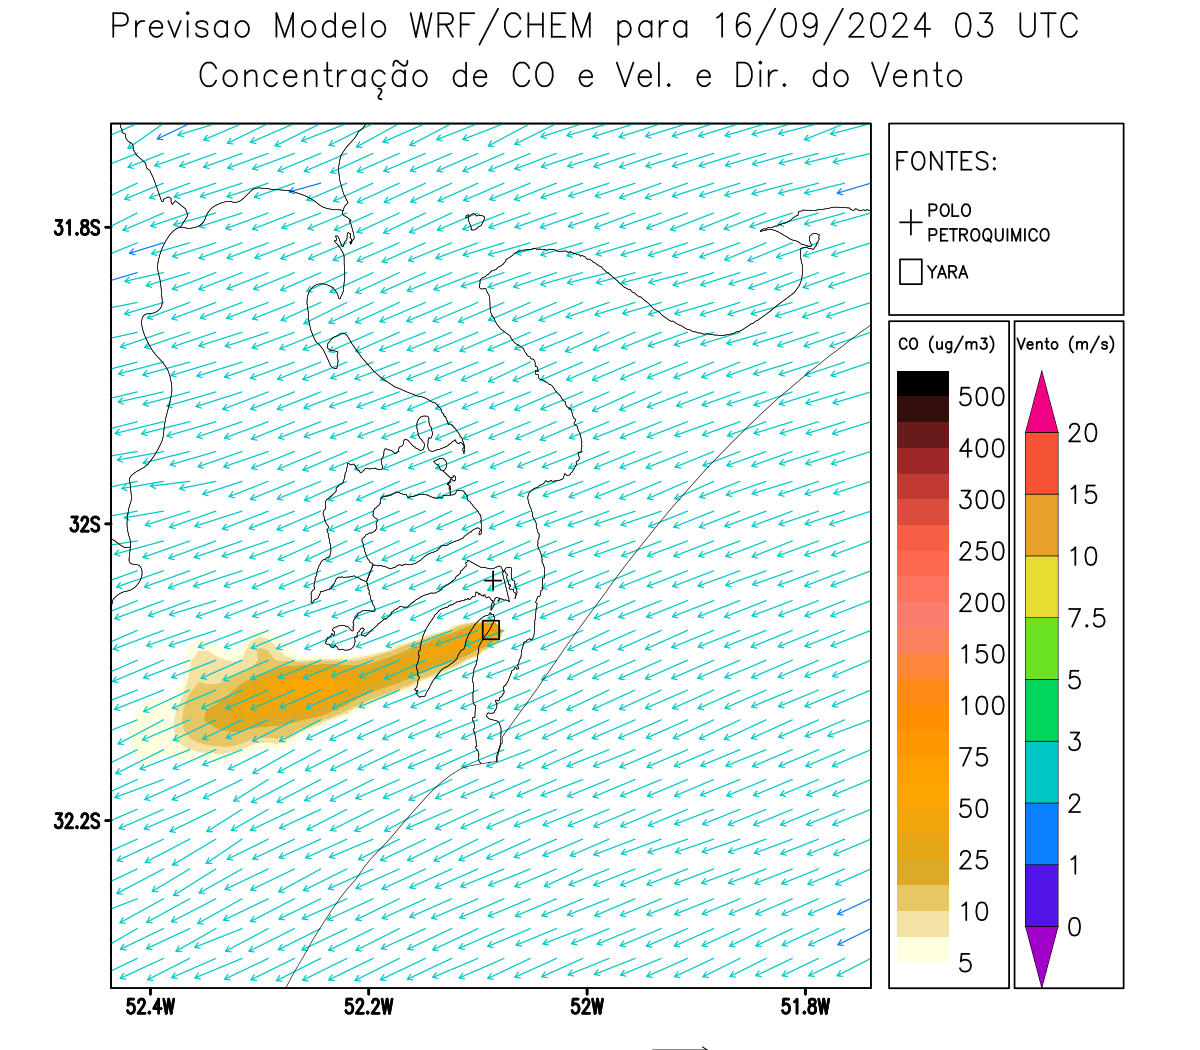 Previsao Modelo WRF/CHEM para 16/09/2024 03 UTC
Concentração de CO e Vel. e Dir. do Vento
FONTES:
POLO
PETROQUIMICO
YARA
31.8S
32S
32.2S
52.4W
52.2W
52W
51.8W
CO (ug/m3)
500
400
300
250
200
150
100
75
50
25
10
5
Vento (m/s)
20
15
10
7.5
5
3
2
1
0